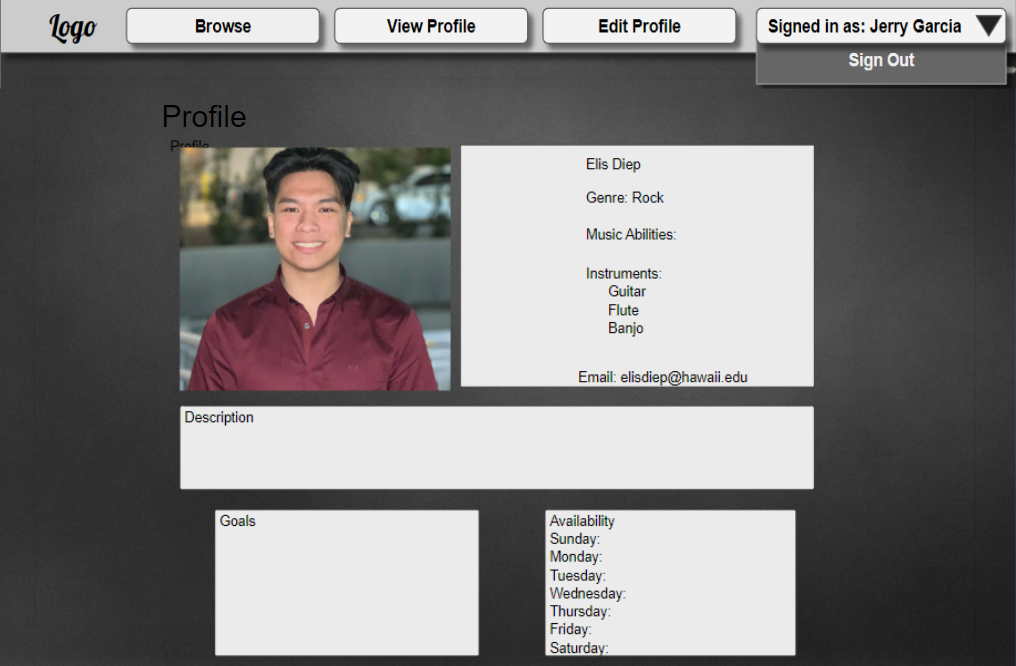 Logo
Browse
View Profile
Edit Profile
Signed in as: Jerry Garcia
Sign Out
Profile
Profile
Elis Diep
Genre: Rock
Music Abilities:
Instruments:
Guitar
Flute
Banjo
Email: elisdiep@hawaii.edu
Description
Goals
Availability
Sunday:
Monday:
Tuesday:
Wednesday:
Thursday:
Friday:
Saturday: